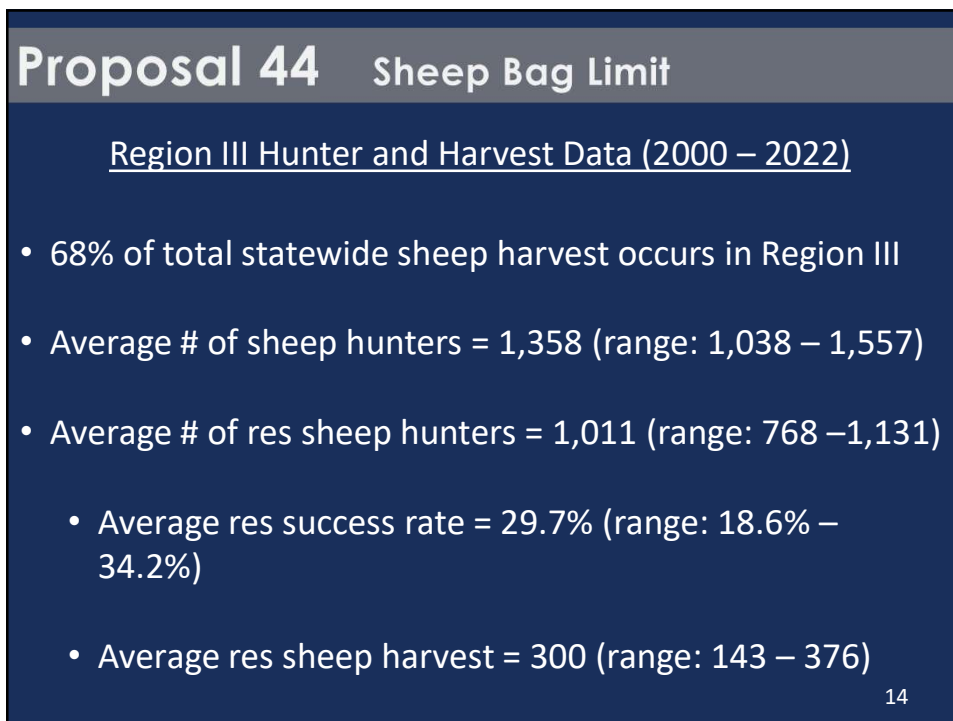 Proposal 44 Sheep Bag Limit
Region III Hunter and Harvest Data (2000 – 2022)
• 68% of total statewide sheep harvest occurs in Region III
• Average # of sheep hunters = 1,358 (range: 1,038 – 1,557)
• Average # of res sheep hunters = 1,011 (range: 768 –1,131)
• Average res success rate = 29.7% (range: 18.6% –
34.2%)
• Average res sheep harvest = 300 (range: 143 – 376)
14